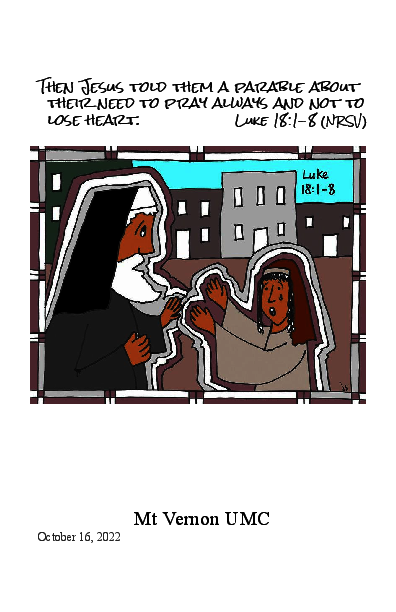 Then Jesus told them a parable about
their need to pray always and not to
lose heart. Luke 18:1-8 (NRSV)
Luke
18:1-8
Mt Vernon UMC
October 16, 2022